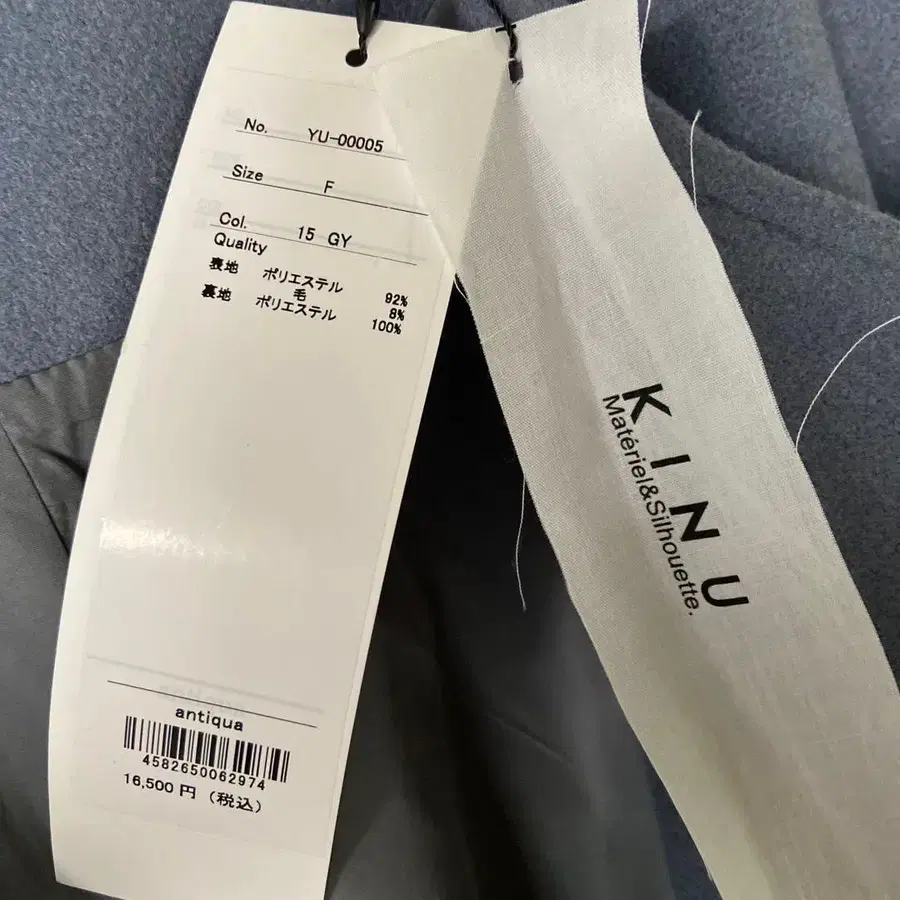 No. YU-00005
Size F
Col. 15 GY
Quality
表地 ポリエステル 92%
毛 8%
裏地 ポリエステル 100%
antiqua
4582650062974
16,500 円 (税込)
KINU
Matériel&Silhouette.